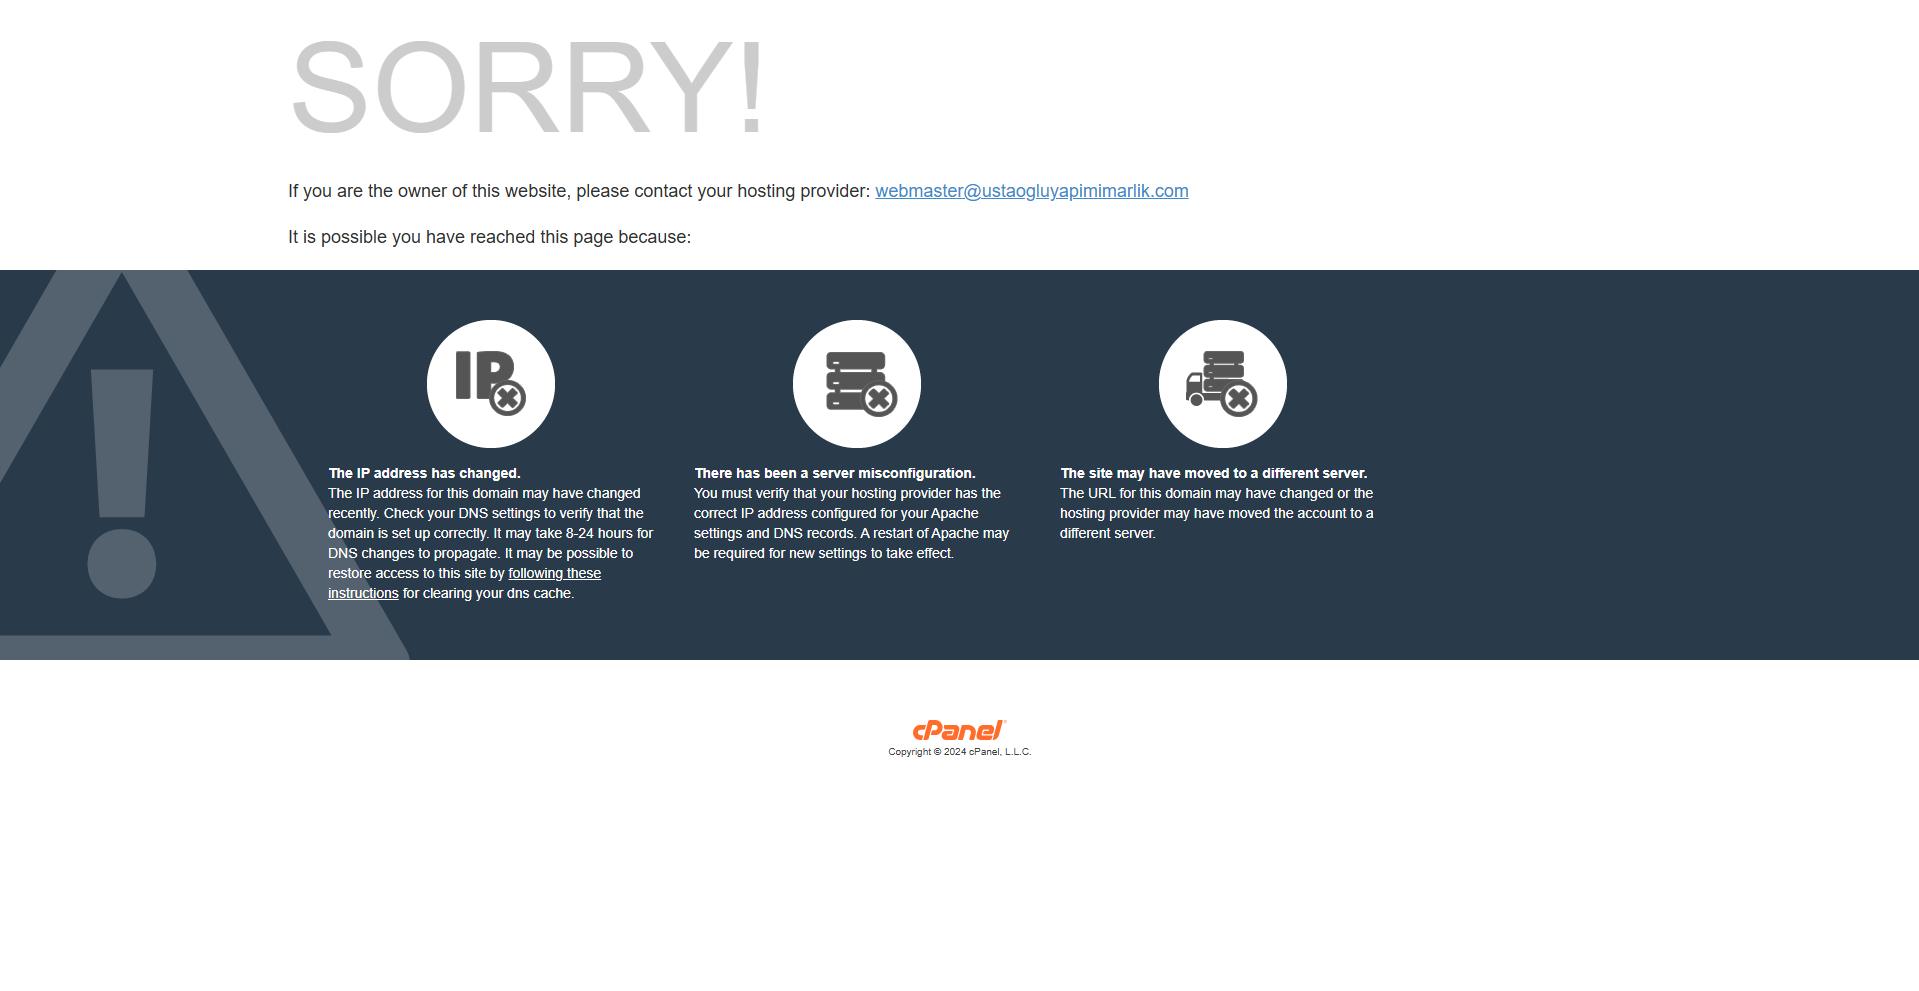 SORRY!
If you are the owner of this website, please contact your hosting provider: webmaster@ustaogluyapimimarlik.com
It is possible you have reached this page because:
IP
The IP address has changed.
The IP address for this domain may have changed
recently. Check your DNS settings to verify that the
domain is set up correctly. It may take 8-24 hours for
DNS changes to propagate. It may be possible to
restore access to this site by following these
instructions for clearing your dns cache.
There has been a server misconfiguration.
You must verify that your hosting provider has the
correct IP address configured for your Apache
settings and DNS records. A restart of Apache may
be required for new settings to take effect.
The site may have moved to a different server.
The URL for this domain may have changed or the
hosting provider may have moved the account to a
different server.
cPanel
Copyright © 2024 cPanel, L.L.C.